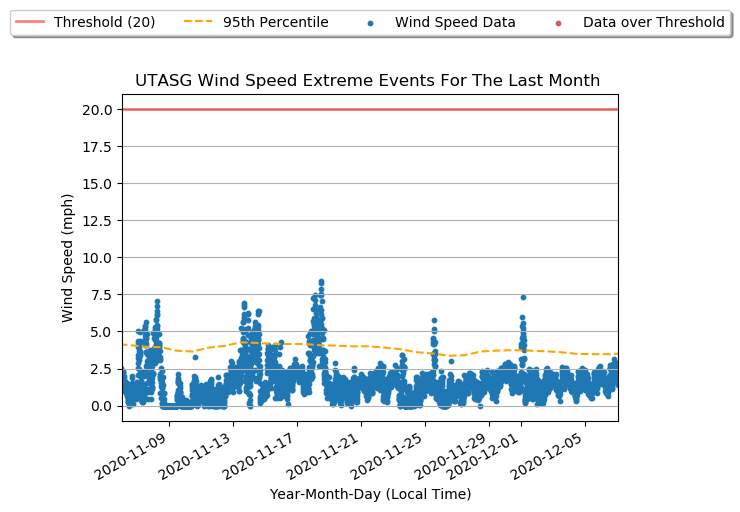 Threshold (20) 95th Percentile Wind Speed Data Data over Threshold
UTASG Wind Speed Extreme Events For The Last Month
20.0
17.5
15.0
12.5
10.0
7.5
5.0
2.5
0.0
Wind Speed (mph)
2020-11-09 2020-11-13 2020-11-17 2020-11-21 2020-11-25 2020-11-29 2020-12-01 2020-12-05
Year-Month-Day (Local Time)